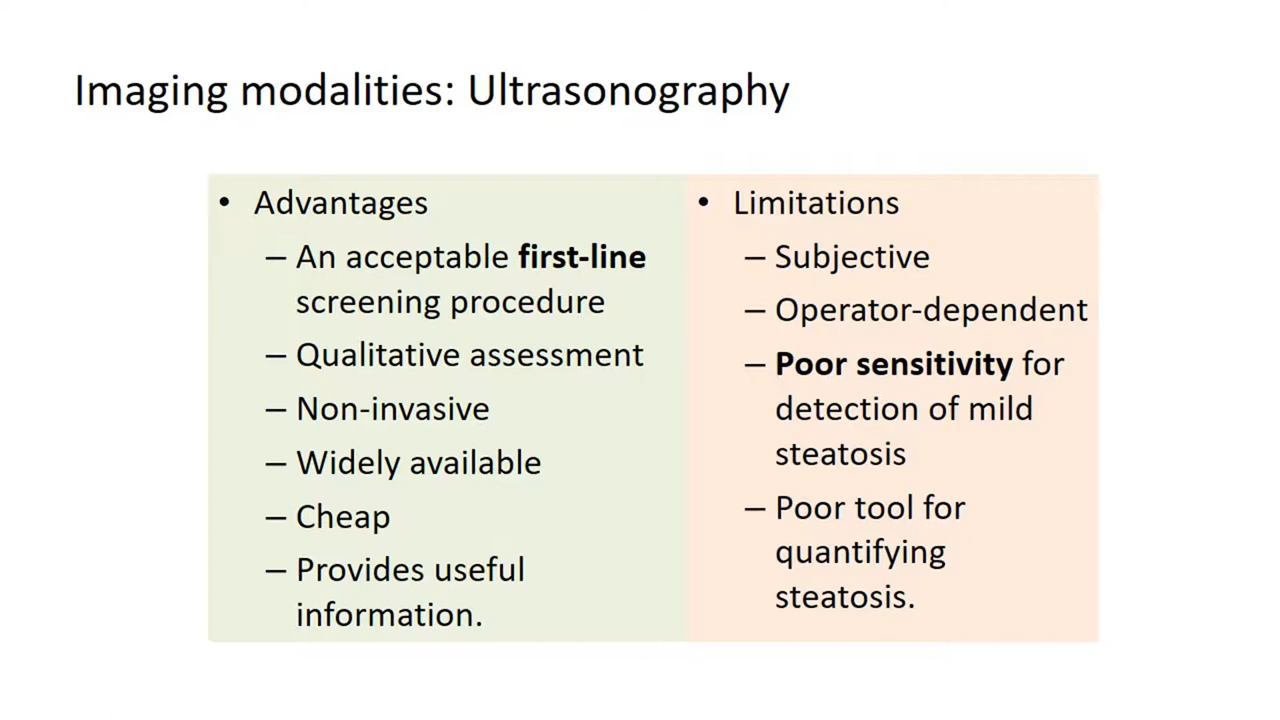 Imaging modalities: Ultrasonography
• Advantages
– An acceptable first-line
screening procedure
– Qualitative assessment
– Non-invasive
– Widely available
– Cheap
– Provides useful
information.
• Limitations
– Subjective
– Operator-dependent
– Poor sensitivity for
detection of mild
steatosis
– Poor tool for
quantifying
steatosis.